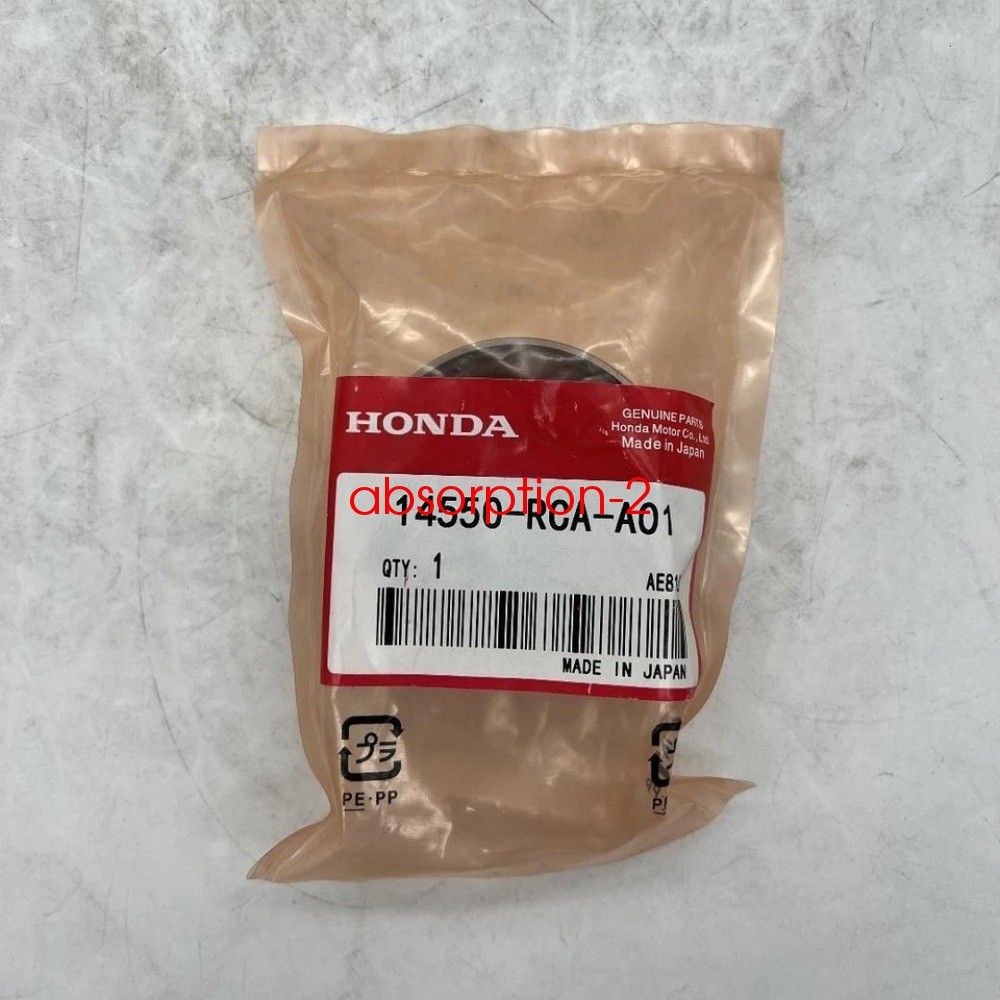 HONDA
GENUINE PARTS
Honda Motor Co., Ltd.
Made in Japan
absorption-2
14550-RCA-A01
QTY: 1
AE81
MADE IN JAPAN
プラ
PE·PP